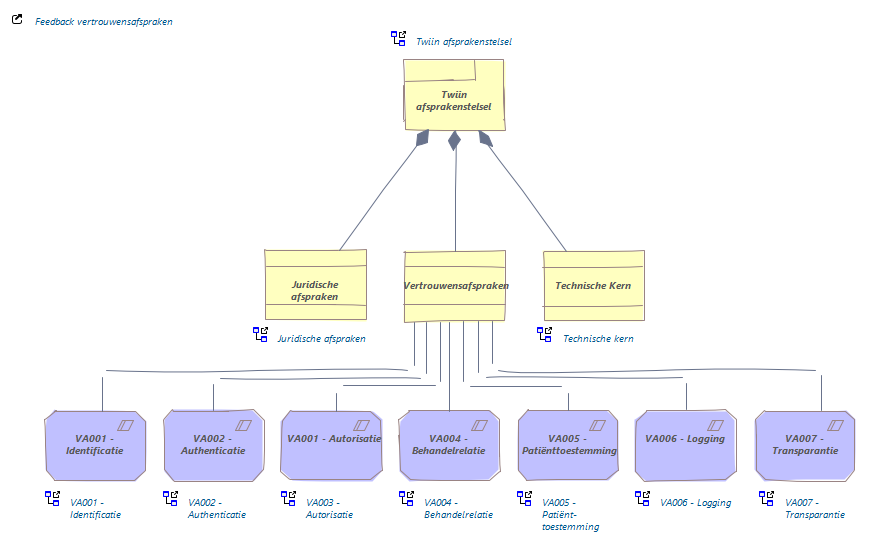 Feedback vertrouwensafspraken
Twiin afsprakenstelsel
Twiin
afsprakenstelsel
Juridische
afspraken
Vertrouwensafspraken
Technische Kern
Juridische afspraken
Technische kern
VA001 -
Identificatie
VA002 -
Authenticatie
VA001 - Autorisatie
VA004 -
Behandelrelatie
VA005 -
Patiënttoestemming
VA006 - Logging
VA007 -
Transparantie
VA001 -
Identificatie
VA002 -
Authenticatie
VA003 -
Autorisatie
VA004 -
Behandelrelatie
VA005 -
Patiënt-
toestemming
VA006 - Logging
VA007 -
Transparantie